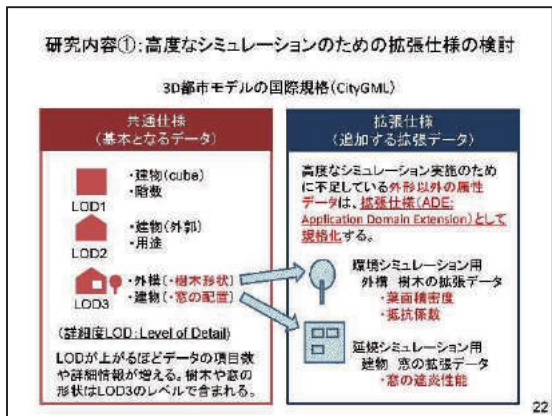 研究内容①:高度なシミュレーションのための拡張仕様の検討
3D都市モデルの国際規格(CityGML)
共通仕様
(基本となるデータ)
・建物(cube)
・階数
LOD1
・建物(外郭)
・用途
LOD2
・外構(・樹木形状)
・建物(・窓の配置)
LOD3
(詳細度LOD:Level of Detail)
LODが上がるほどデータの項目数
や詳細情報が増える。樹木や窓の
形状はLOD3のレベルで含まれる。
拡張仕様
(追加する拡張データ)
高度なシミュレーション実施のため
に不足している外形以外の属性
データは、拡張仕様(ADE:
Application Domain Extension)として
規格化する。
環境シミュレーション用
外構 樹木の拡張データ
・葉面積密度
・抵抗係数
延焼シミュレーション用
建物 窓の拡張データ
・窓の遮炎性能
22